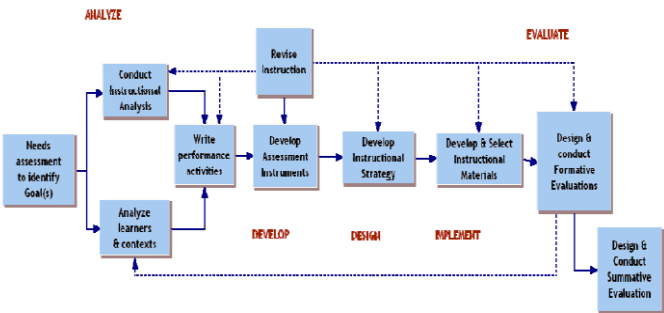 ANALYZE
EVALUATE
Revise
Instruction
Conduct
Instructional
Analysis
Needs
assessment
to identify
Goal(s)
Write
performance
activities
Develop
Assessment
Instruments
Develop
Instructional
Strategy
Develop & Select
Instructional
Materials
Design &
conduct
Formative
Evaluations
Analyze
learners
& contexts
DEVELOP
DESIGN
IMPLEMENT
Design &
Conduct
Summative
Evaluation